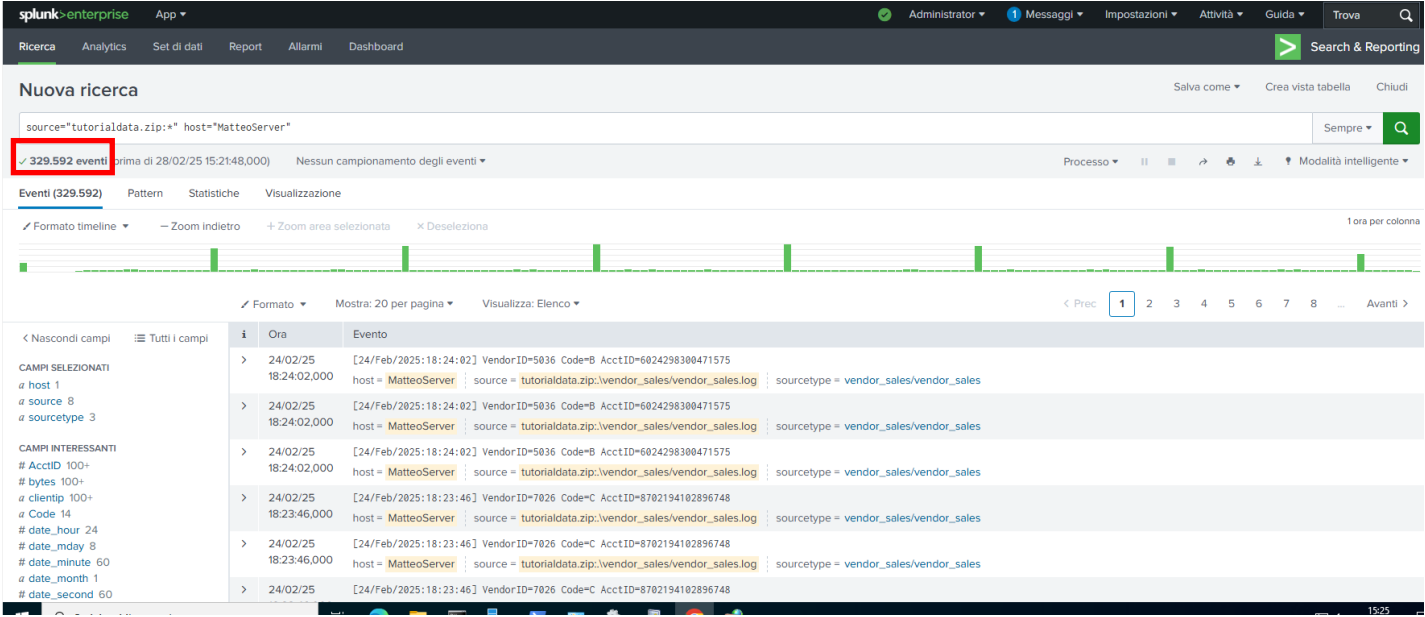 splunk>enterprise App Administrator 1 Messaggi Impostazioni Attività Guida Trova
Ricerca Analytics Set di dati Report Allarmi Dashboard Search & Reporting
Nuova ricerca Salva come Crea vista tabella Chiudi
source="tutorialdata.zip:*" host="MatteoServer" Sempre
329.592 eventi prima di 28/02/25 15:21:48,000) Nessun campionamento degli eventi Processo Modalità intelligente
Eventi (329.592) Pattern Statistiche Visualizzazione
Formato timeline — Zoom indietro + Zoom area selezionata × Deseleziona 1 ora per colonna
Formato Mostra: 20 per pagina Visualizza: Elenco < Prec 1 2 3 4 5 6 7 8 ... Avanti >
< Nascondi campi Tutti i campi
CAMPI SELEZIONATI
a host 1
a source 8
a sourcetype 3
CAMPI INTERESSANTI
# AcctID 100+
# bytes 100+
a clientip 100+
a Code 14
# date_hour 24
# date_mday 8
# date_minute 60
a date_month 1
# date_second 60
i Ora Evento
> 24/02/25 [24/Feb/2025:18:24:02] VendorID=5036 Code=B AcctID=6024298300471575
18:24:02,000 host = MatteoServer source = tutorialdata.zip:.\vendor_sales/vendor_sales.log sourcetype = vendor_sales/vendor_sales
> 24/02/25 [24/Feb/2025:18:24:02] VendorID=5036 Code=B AcctID=6024298300471575
18:24:02,000 host = MatteoServer source = tutorialdata.zip:.\vendor_sales/vendor_sales.log sourcetype = vendor_sales/vendor_sales
> 24/02/25 [24/Feb/2025:18:24:02] VendorID=5036 Code=B AcctID=6024298300471575
18:24:02,000 host = MatteoServer source = tutorialdata.zip:.\vendor_sales/vendor_sales.log sourcetype = vendor_sales/vendor_sales
> 24/02/25 [24/Feb/2025:18:23:46] VendorID=7026 Code=C AcctID=8702194102896748
18:23:46,000 host = MatteoServer source = tutorialdata.zip:.\vendor_sales/vendor_sales.log sourcetype = vendor_sales/vendor_sales
> 24/02/25 [24/Feb/2025:18:23:46] VendorID=7026 Code=C AcctID=8702194102896748
18:23:46,000 host = MatteoServer source = tutorialdata.zip:.\vendor_sales/vendor_sales.log sourcetype = vendor_sales/vendor_sales
> 24/02/25 [24/Feb/2025:18:23:46] VendorID=7026 Code=C AcctID=8702194102896748
15:25